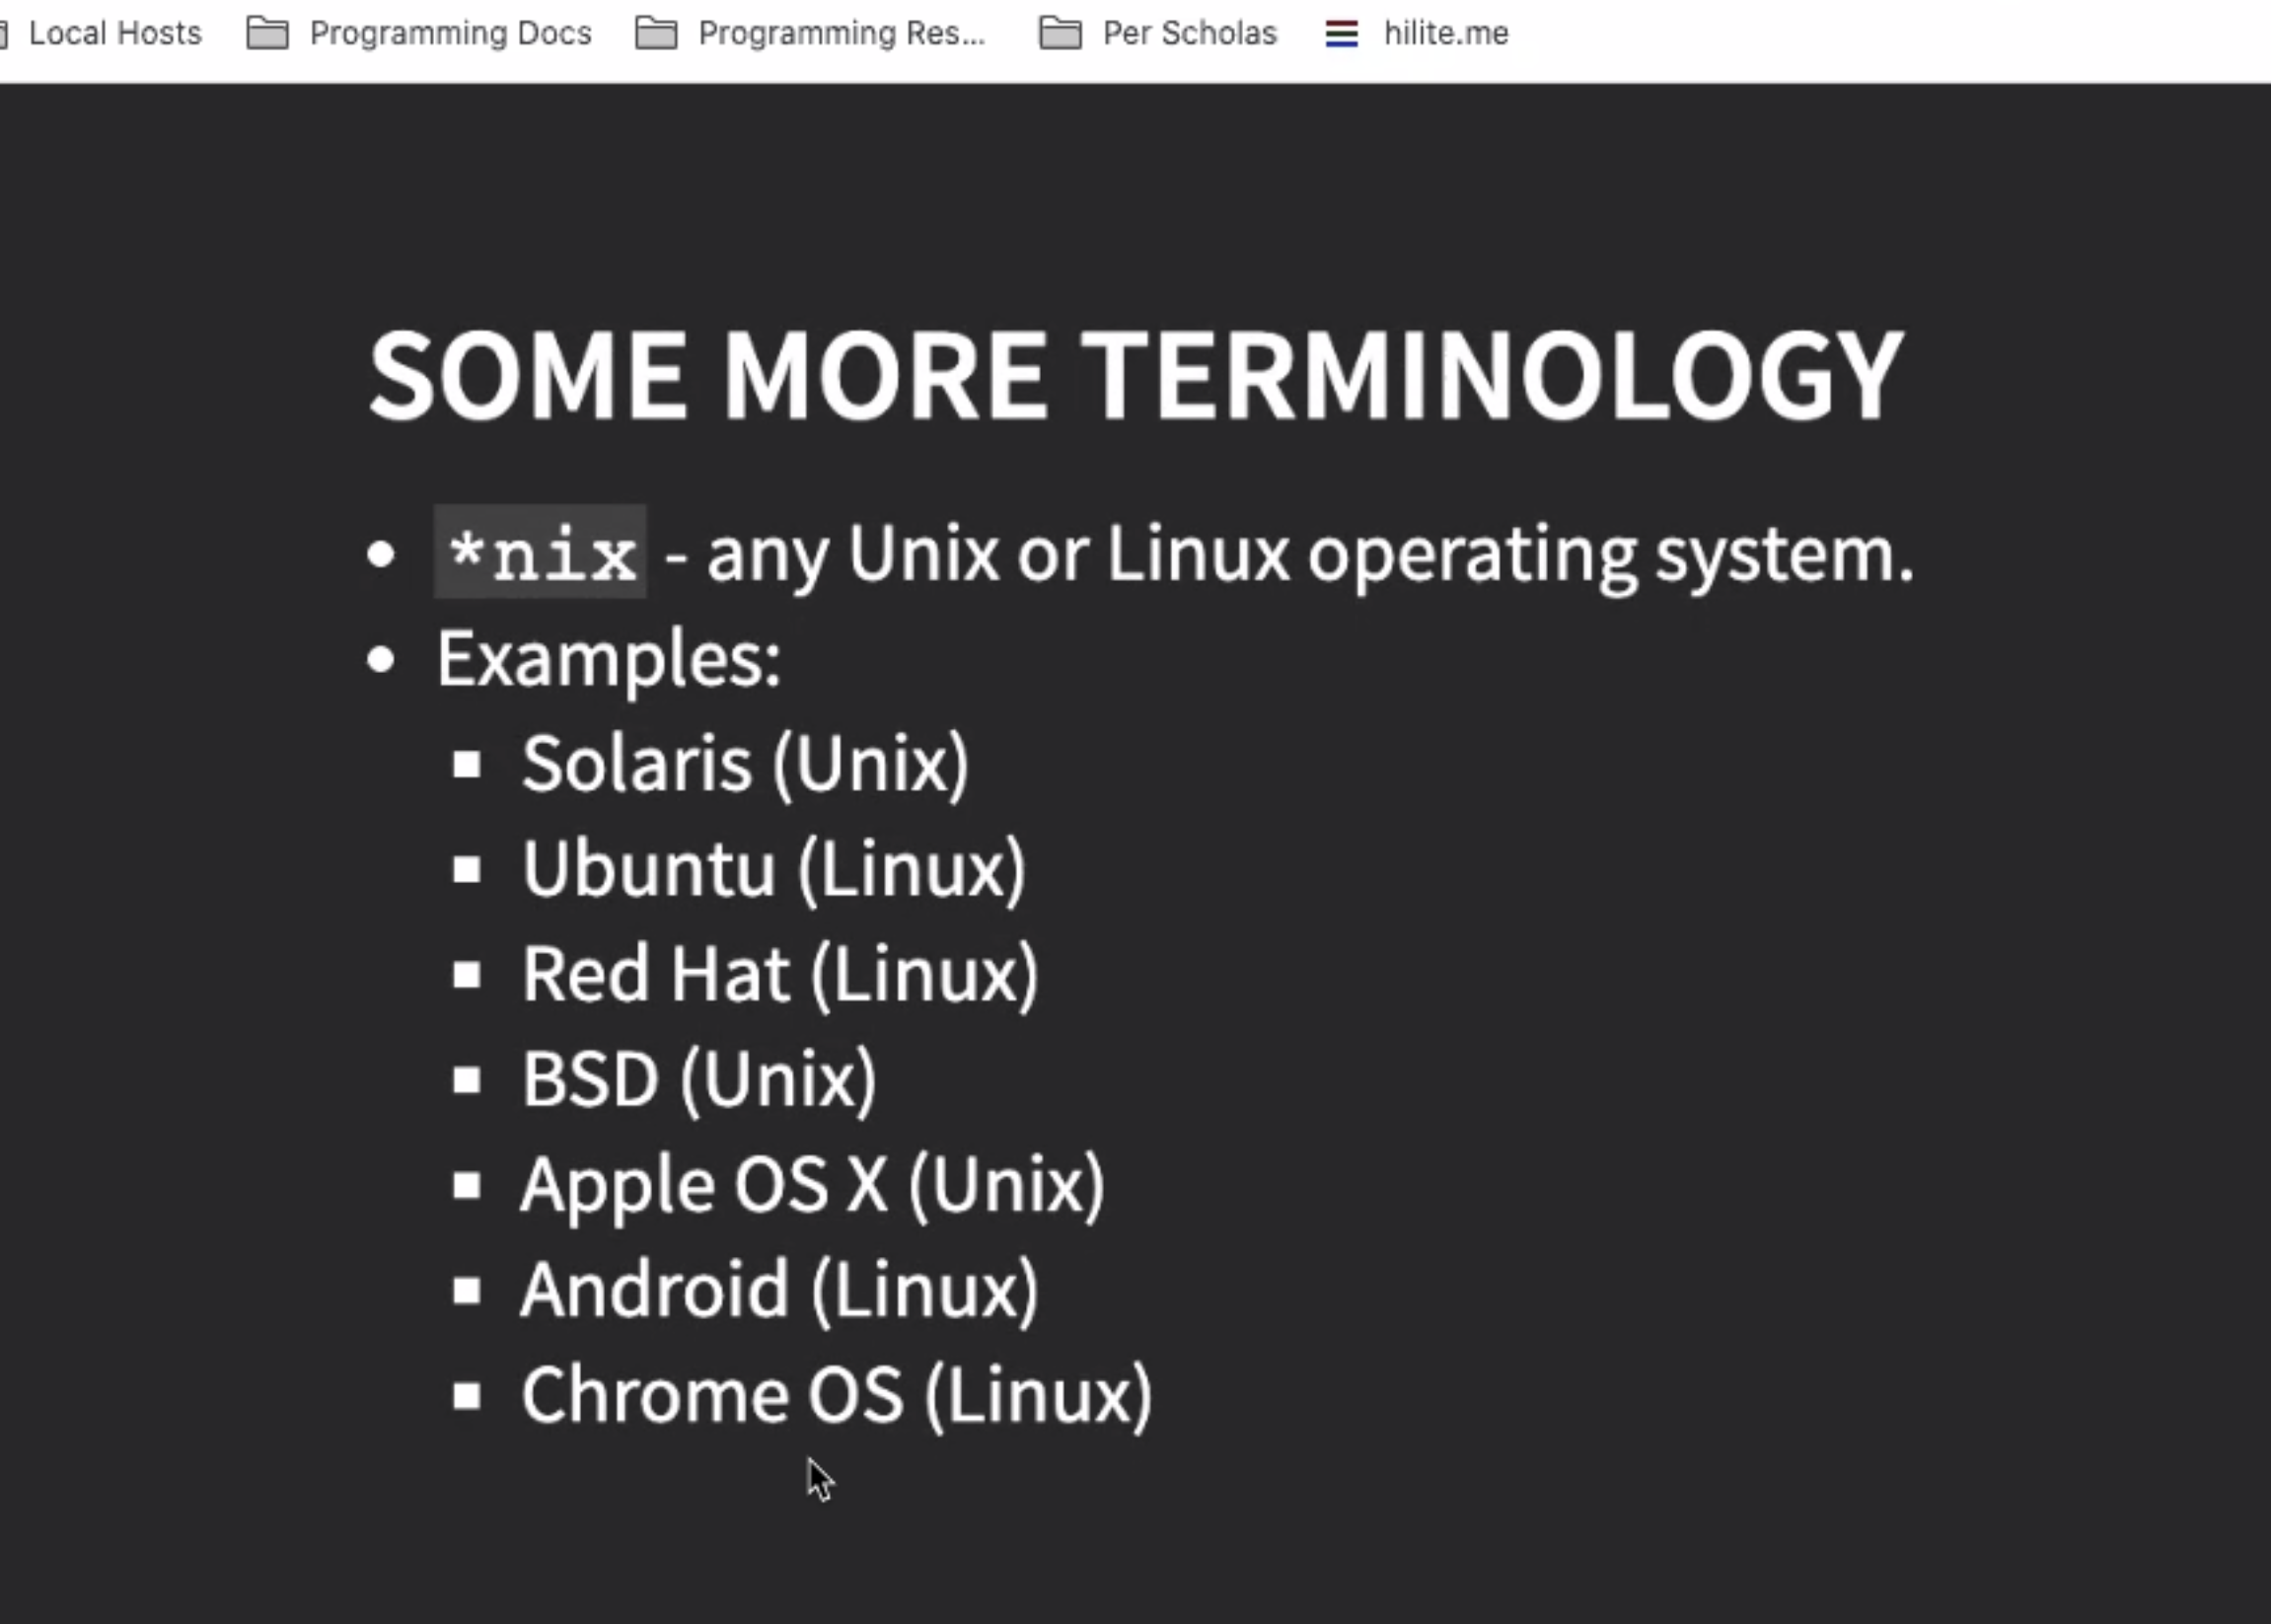 Local Hosts Programming Docs Programming Res... Per Scholas hilite.me
SOME MORE TERMINOLOGY
• *nix - any Unix or Linux operating system.
• Examples:
▪ Solaris (Unix)
▪ Ubuntu (Linux)
▪ Red Hat (Linux)
▪ BSD (Unix)
▪ Apple OS X (Unix)
▪ Android (Linux)
▪ Chrome OS (Linux)